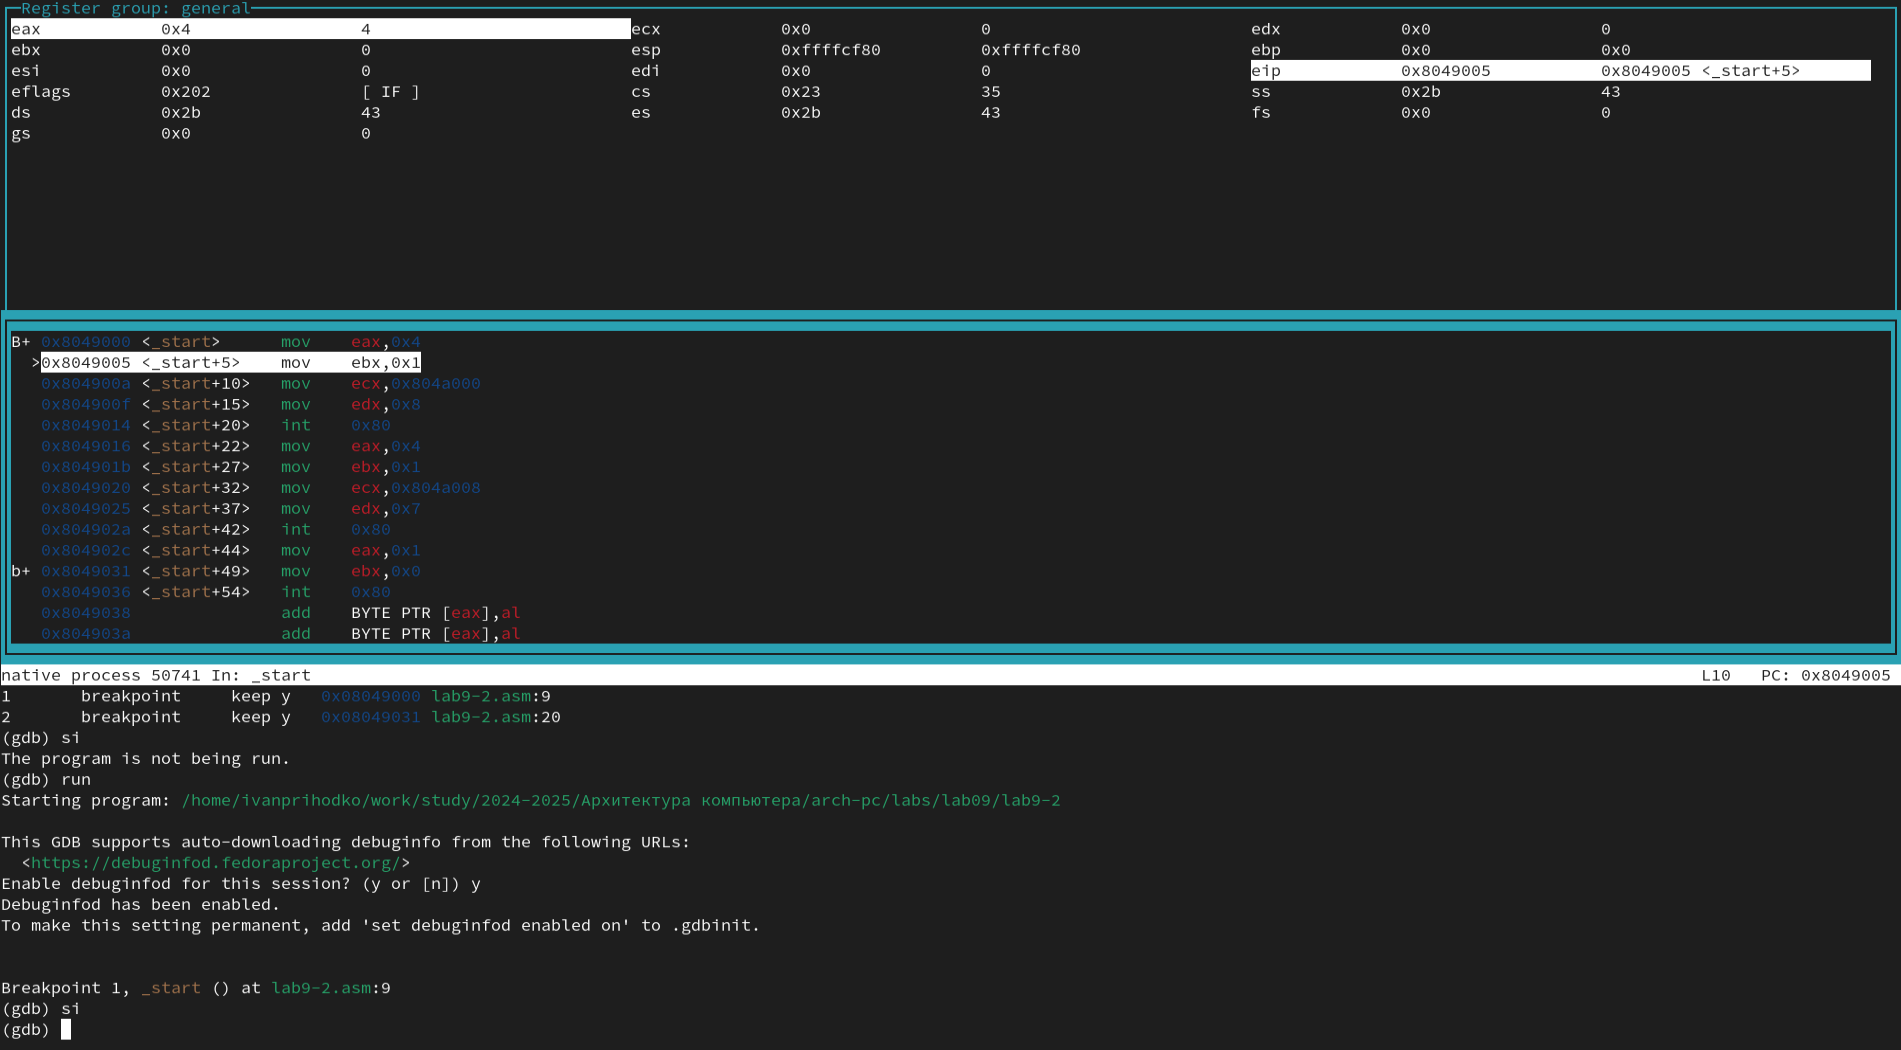 Register group: general
eax 0x4 4 ecx 0x0 0 edx 0x0 0
ebx 0x0 0 esp 0xffffcf80 0xffffcf80 ebp 0x0 0x0
esi 0x0 0 edi 0x0 0 eip 0x8049005 0x8049005 <_start+5>
eflags 0x202 [ IF ] cs 0x23 35 ss 0x2b 43
ds 0x2b 43 es 0x2b 43 fs 0x0 0
gs 0x0 0
B+ 0x8049000 <_start> mov eax,0x4
>0x8049005 <_start+5> mov ebx,0x1
0x804900a <_start+10> mov ecx,0x804a000
0x804900f <_start+15> mov edx,0x8
0x8049014 <_start+20> int 0x80
0x8049016 <_start+22> mov eax,0x4
0x804901b <_start+27> mov ebx,0x1
0x8049020 <_start+32> mov ecx,0x804a008
0x8049025 <_start+37> mov edx,0x7
0x804902a <_start+42> int 0x80
0x804902c <_start+44> mov eax,0x1
b+ 0x8049031 <_start+49> mov ebx,0x0
0x8049036 <_start+54> int 0x80
0x8049038 add BYTE PTR [eax],al
0x804903a add BYTE PTR [eax],al
native process 50741 In: _start L10 PC: 0x8049005
1 breakpoint keep y 0x08049000 lab9-2.asm:9
2 breakpoint keep y 0x08049031 lab9-2.asm:20
(gdb) si
The program is not being run.
(gdb) run
Starting program: /home/ivanprihodko/work/study/2024-2025/Архитектура компьютера/arch-pc/labs/lab09/lab9-2
This GDB supports auto-downloading debuginfo from the following URLs:
<https://debuginfod.fedoraproject.org/>
Enable debuginfod for this session? (y or [n]) y
Debuginfod has been enabled.
To make this setting permanent, add 'set debuginfod enabled on' to .gdbinit.
Breakpoint 1, _start () at lab9-2.asm:9
(gdb) si
(gdb)